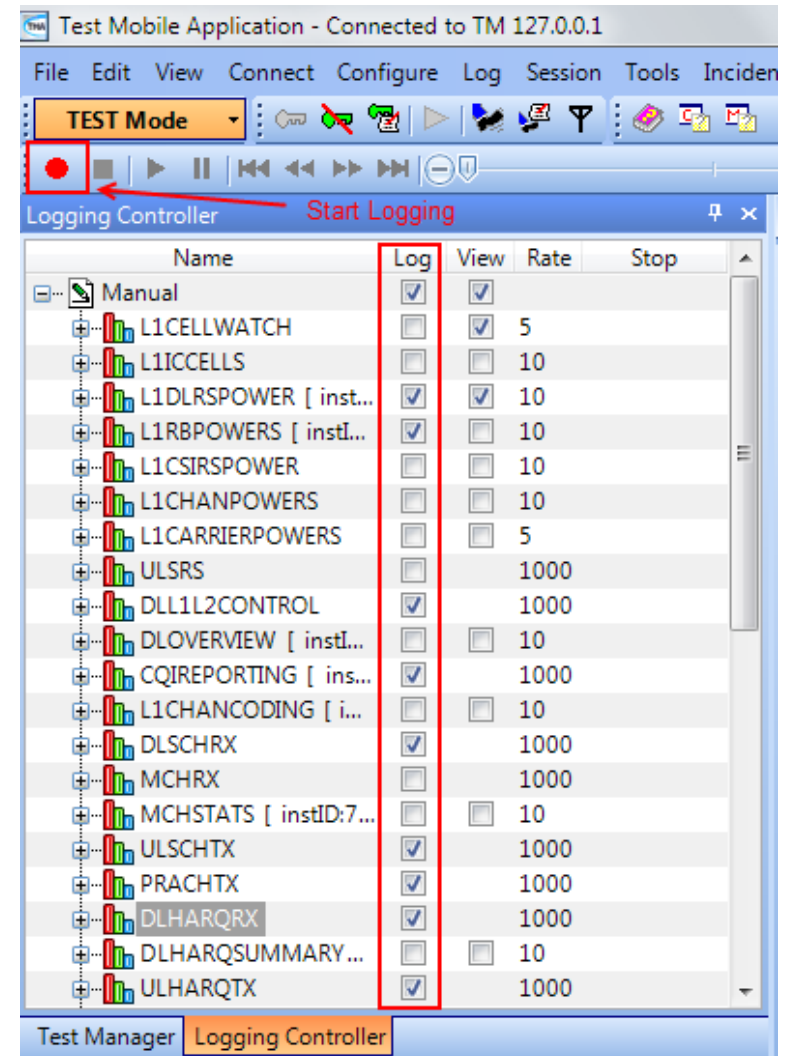 Test Mobile Application - Connected to TM 127.0.0.1
File Edit View Connect Configure Log Session Tools Inciden
TEST Mode
Start Logging
Logging Controller
Name Log View Rate Stop
Manual
L1CELLWATCH 5
L1ICCELLS 10
L1DLRSPOWER [ inst... 10
L1RBPOWERS [ instI... 10
L1CSIRSPOWER 10
L1CHANPOWERS 10
L1CARRIERPOWERS 5
ULSRS 1000
DLL1L2CONTROL 1000
DLOVERVIEW [ instI... 10
CQIREPORTING [ ins... 1000
L1CHANCODING [ i... 10
DLSCHRX 1000
MCHRX 1000
MCHSTATS [ instID:7... 10
ULSCHTX 1000
PRACHTX 1000
DLHARQRX 1000
DLHARQSUMMARY... 10
ULHARQTX 1000
Test Manager Logging Controller